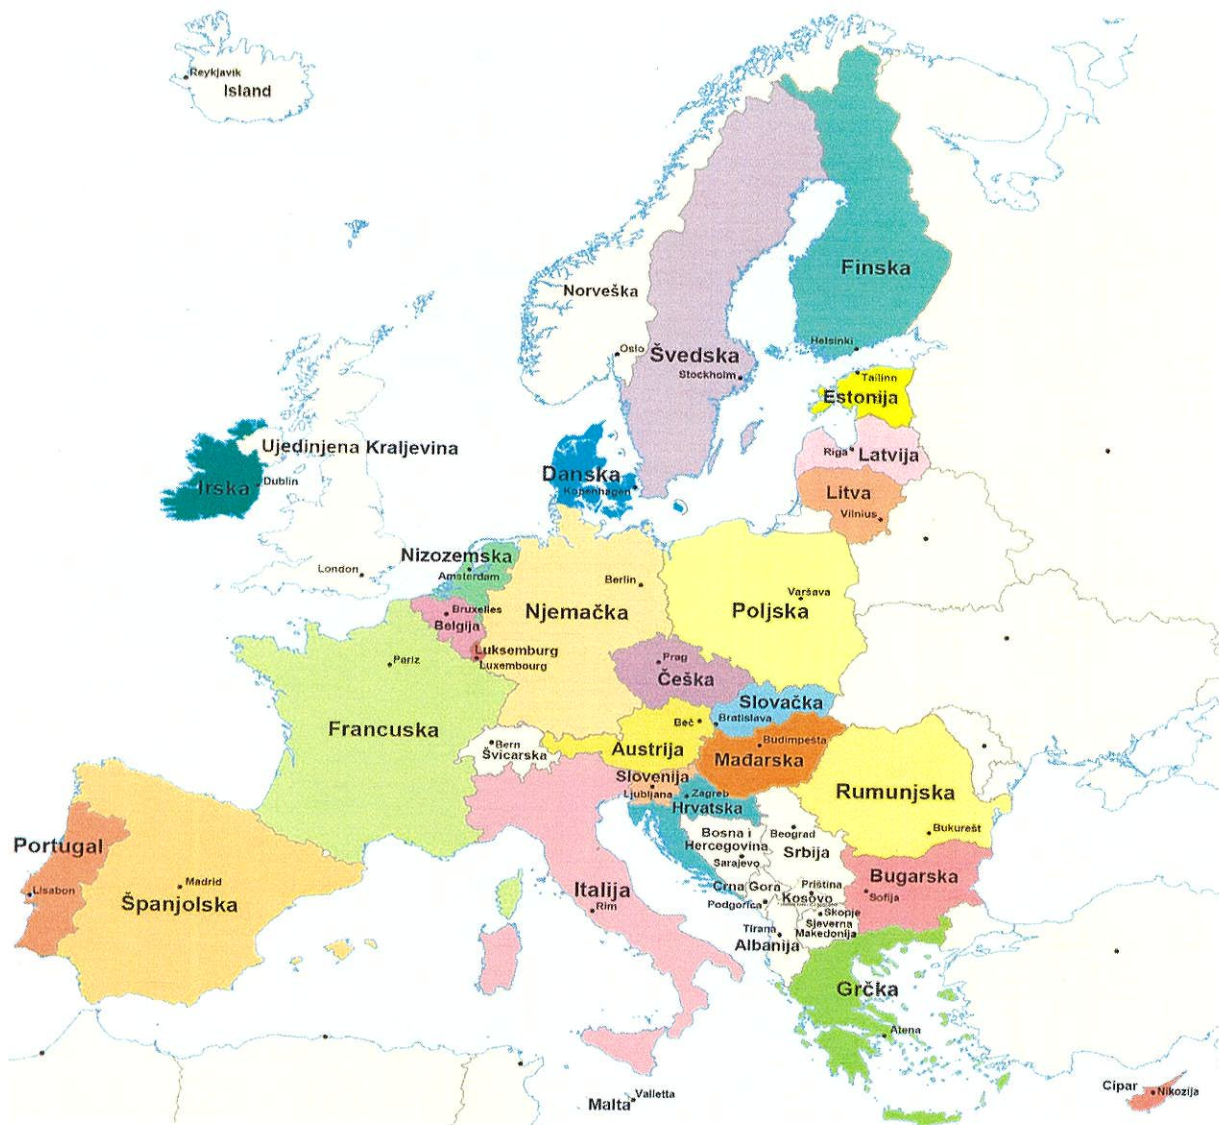 Reykjavik
Island
Finska
Norveška
Helsinki
Oslo
Švedska
Stockholm
Tallinn
Estonija
Ujedinjena Kraljevina
Riga
Latvija
Danska
Kopenhagen
Irska
Dublin
Litva
Vilnius
Nizozemska
Amsterdam
London
Berlin
Varšava
Njemačka
Poljska
Bruxelles
Belgija
Luksemburg
Luxembourg
Pariz
Prag
Češka
Slovačka
Bratislava
Francuska
Beč
Austrija
Bern
Švicarska
Budimpešta
Mađarska
Slovenija
Ljubljana
Zagreb
Hrvatska
Rumunjska
Bukurešt
Bosna i
Hercegovina
Sarajevo
Beograd
Srbija
Portugal
Lisabon
Madrid
Španjolska
Italija
Rim
Crna Gora
Podgorica
Priština
Kosovo
Bugarska
Sofija
Skopje
Sjeverna
Makedonija
Tirana
Albanija
Grčka
Atena
Malta
Valletta
Cipar
Nikozija